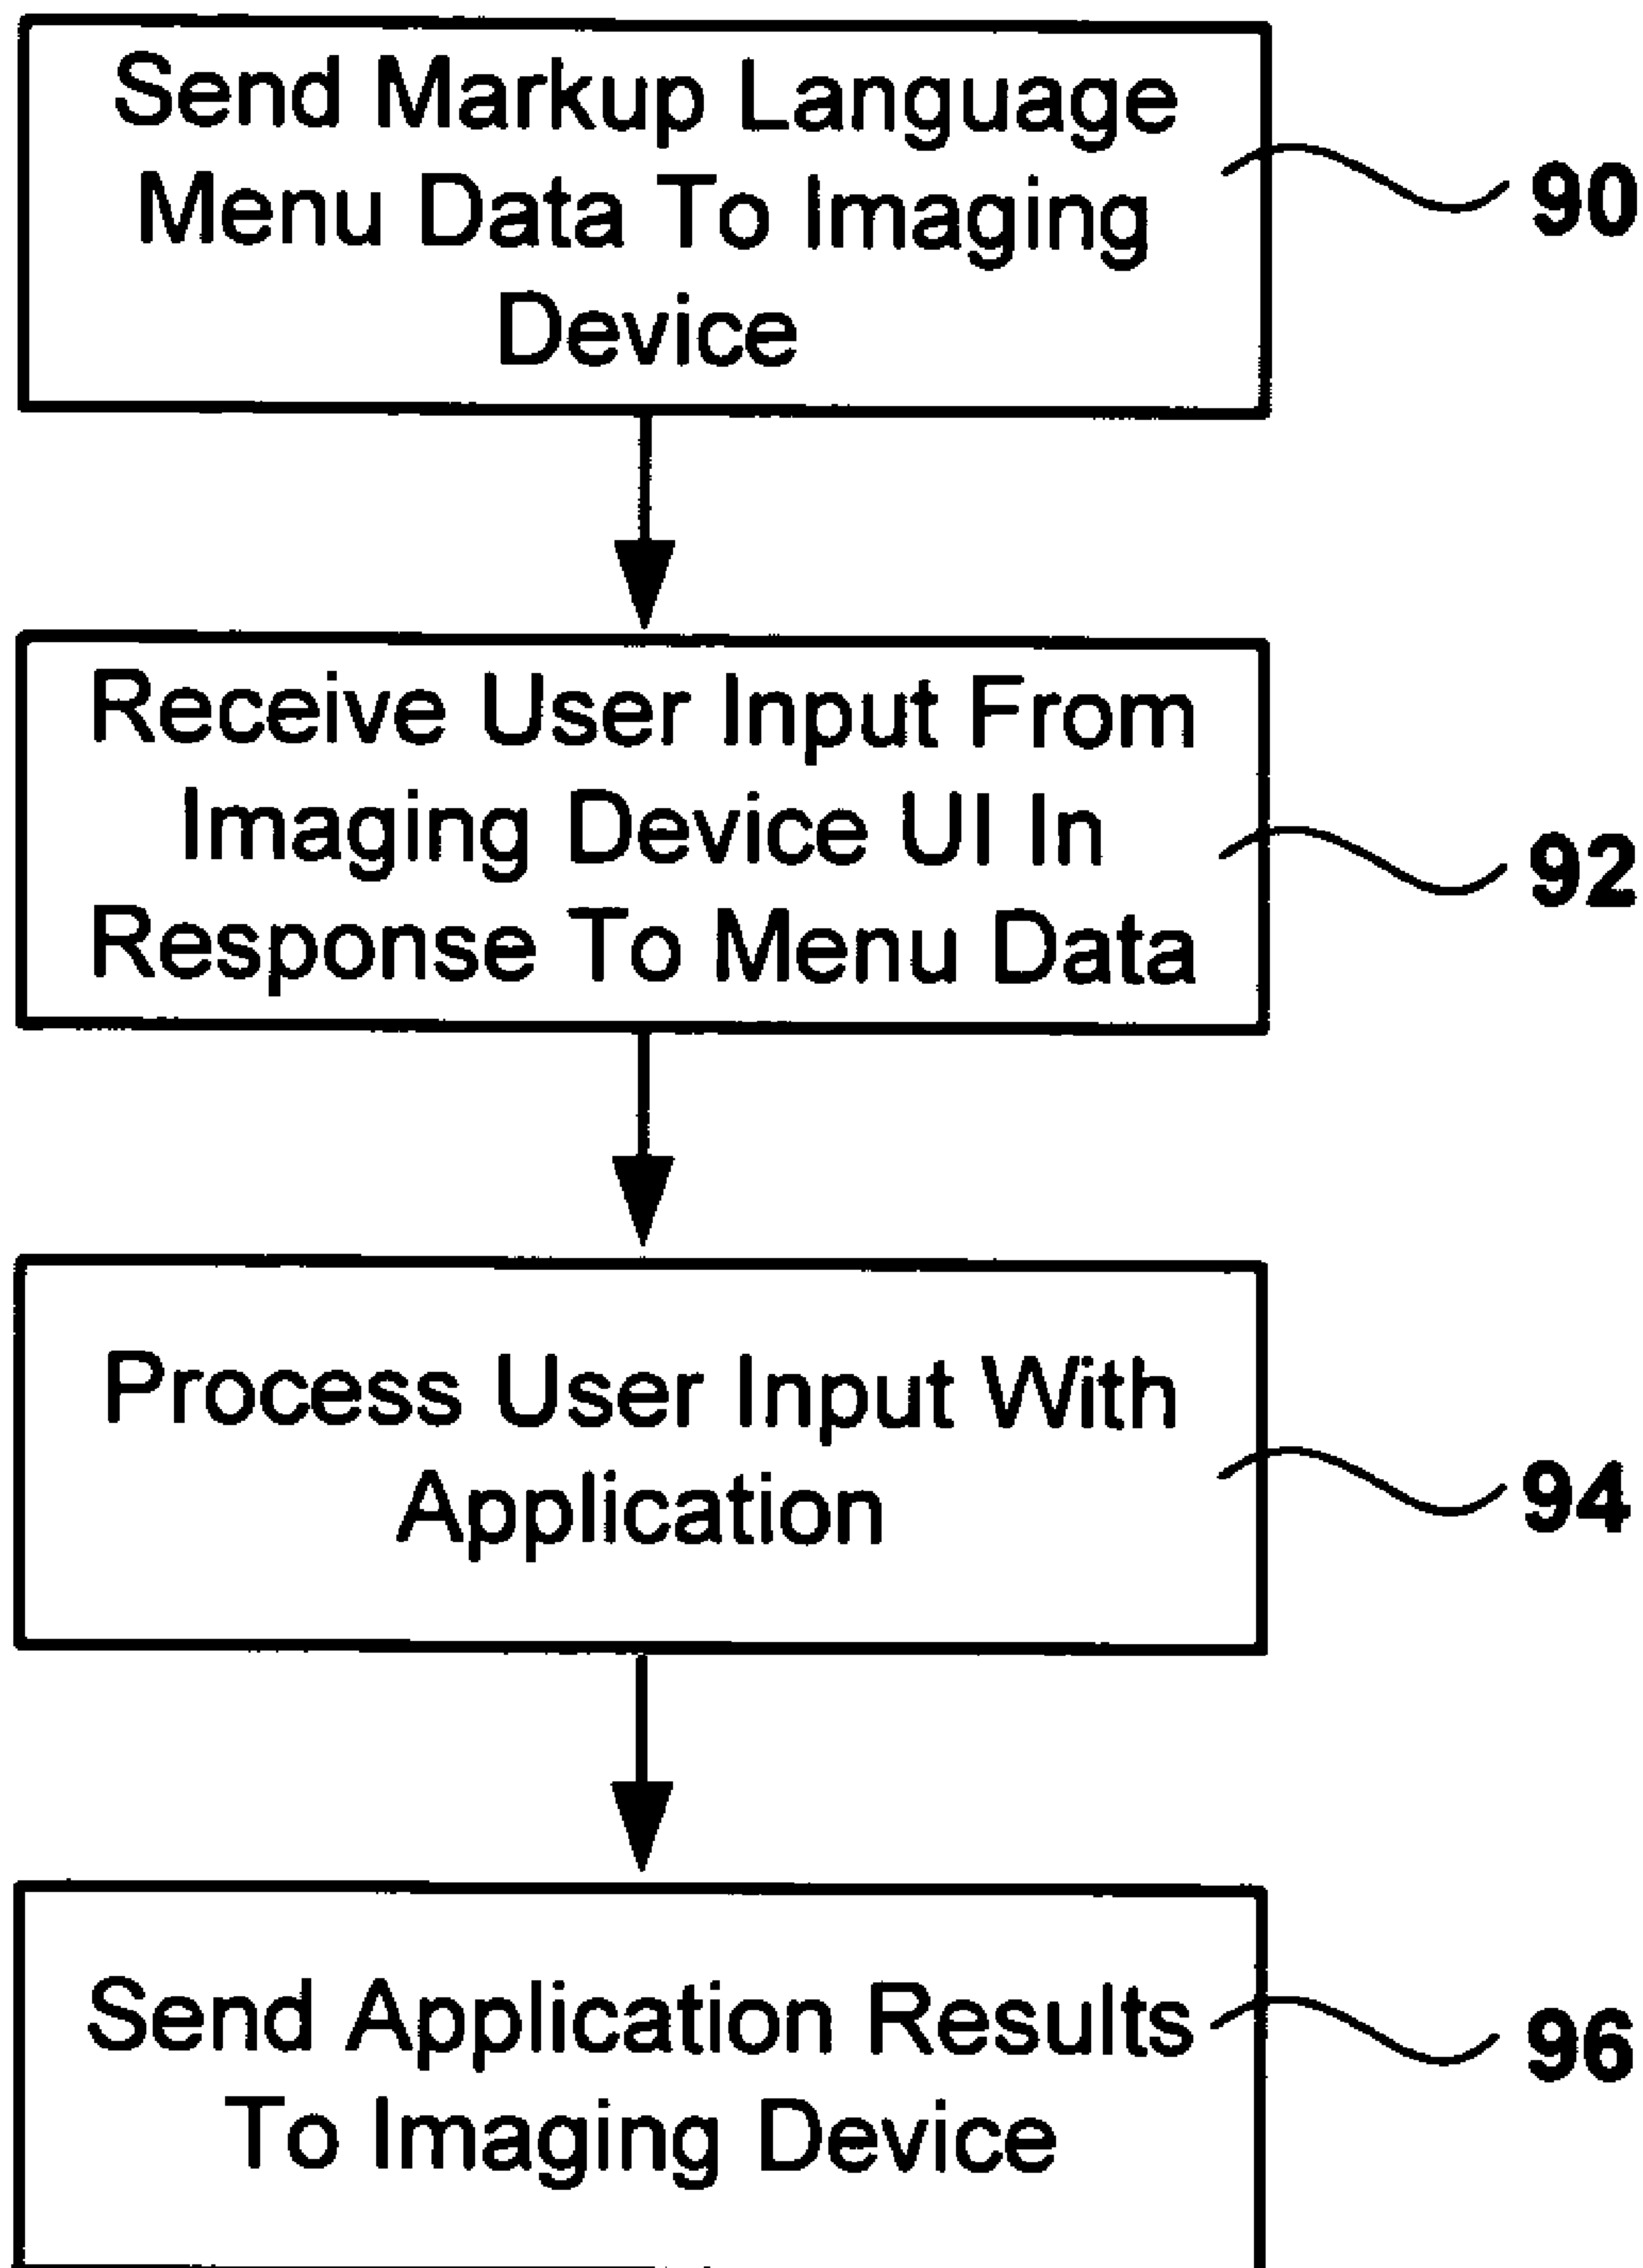 Send Markup Language
Menu Data To Imaging
Device
90
Receive User Input From
Imaging Device UI In
Response To Menu Data
92
Process User Input With
Application
94
Send Application Results
To Imaging Device
96